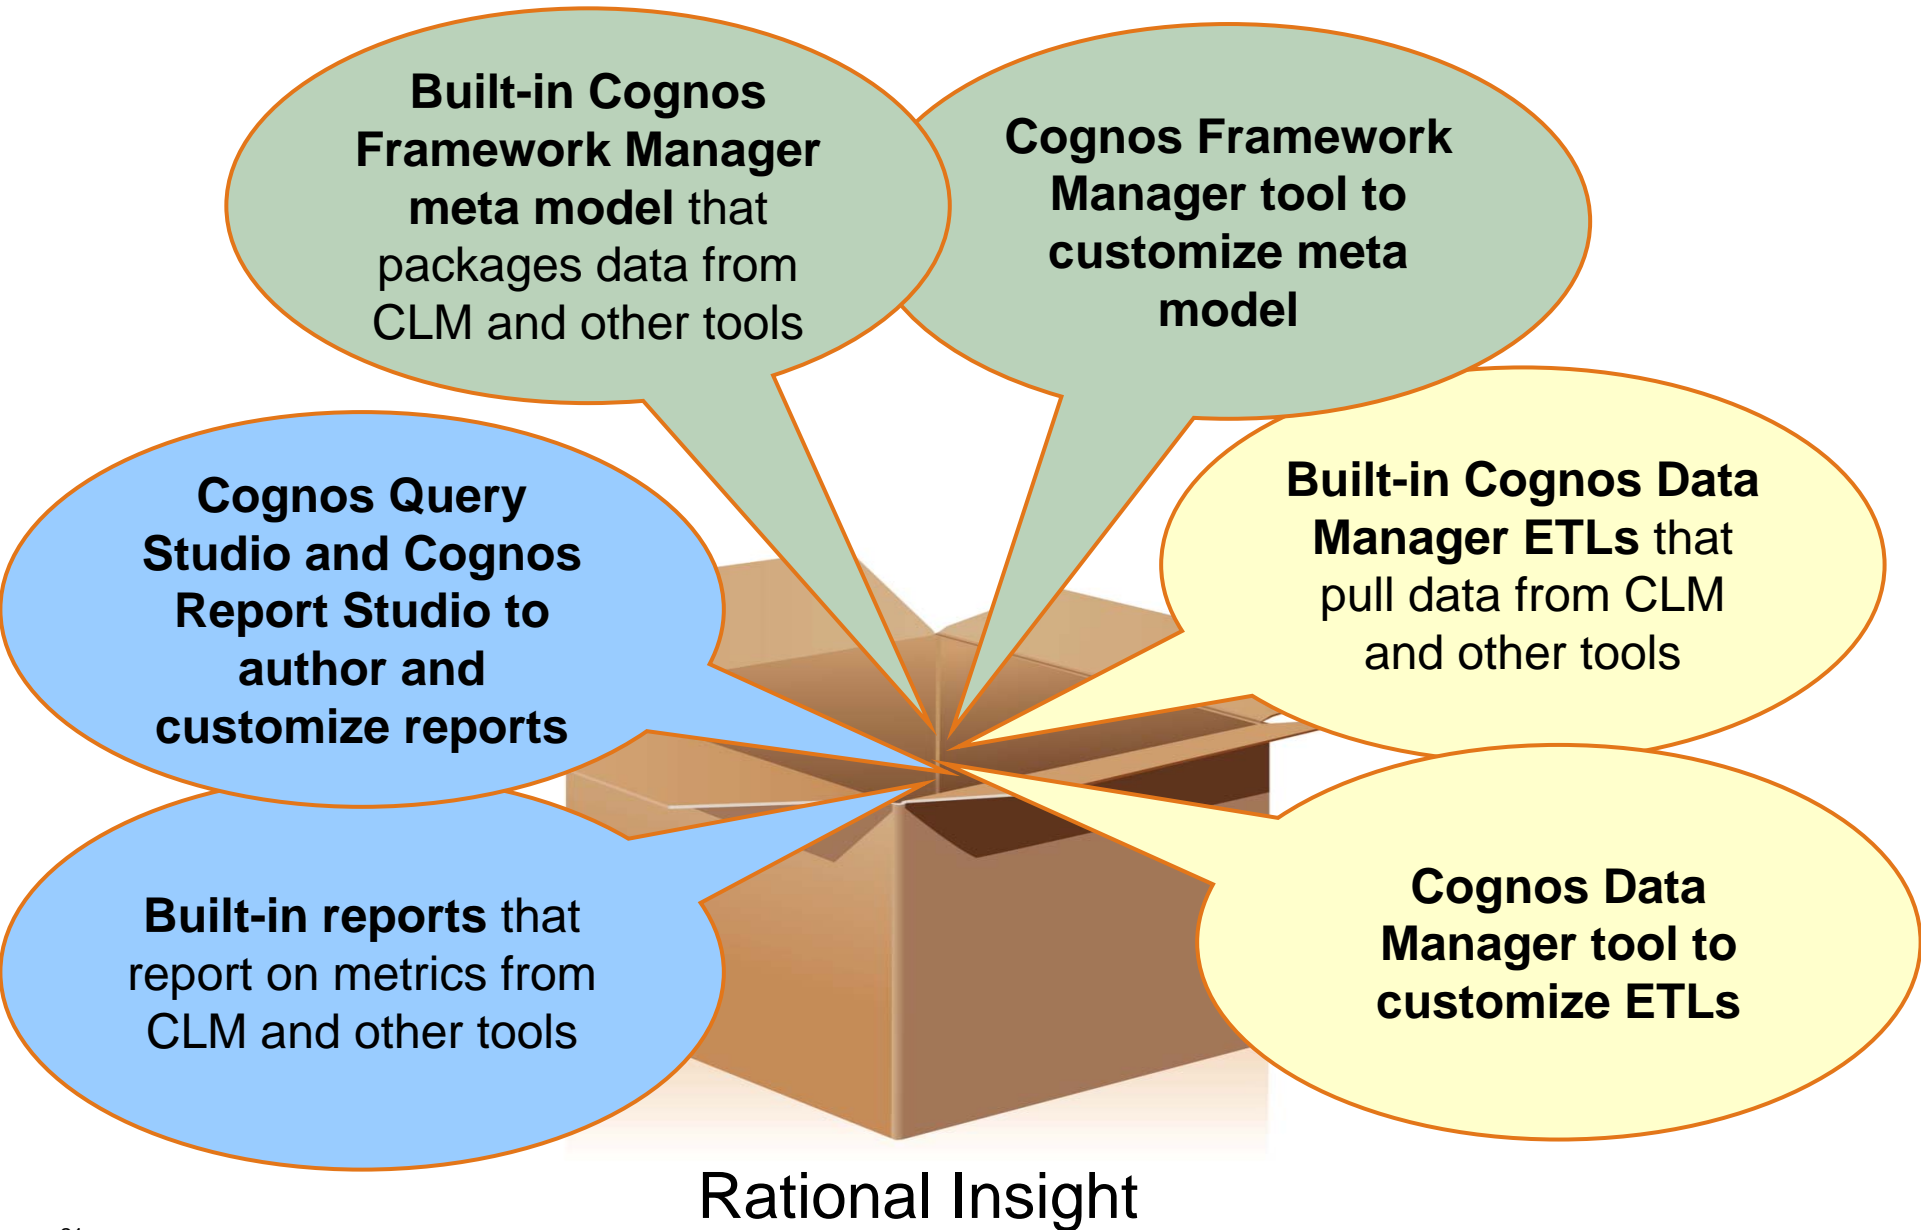 Built-in Cognos
Framework Manager
meta model that
packages data from
CLM and other tools
Cognos Framework
Manager tool to
customize meta
model
Cognos Query
Studio and Cognos
Report Studio to
author and
customize reports
Built-in Cognos Data
Manager ETLs that
pull data from CLM
and other tools
Built-in reports that
report on metrics from
CLM and other tools
Cognos Data
Manager tool to
customize ETLs
Rational Insight